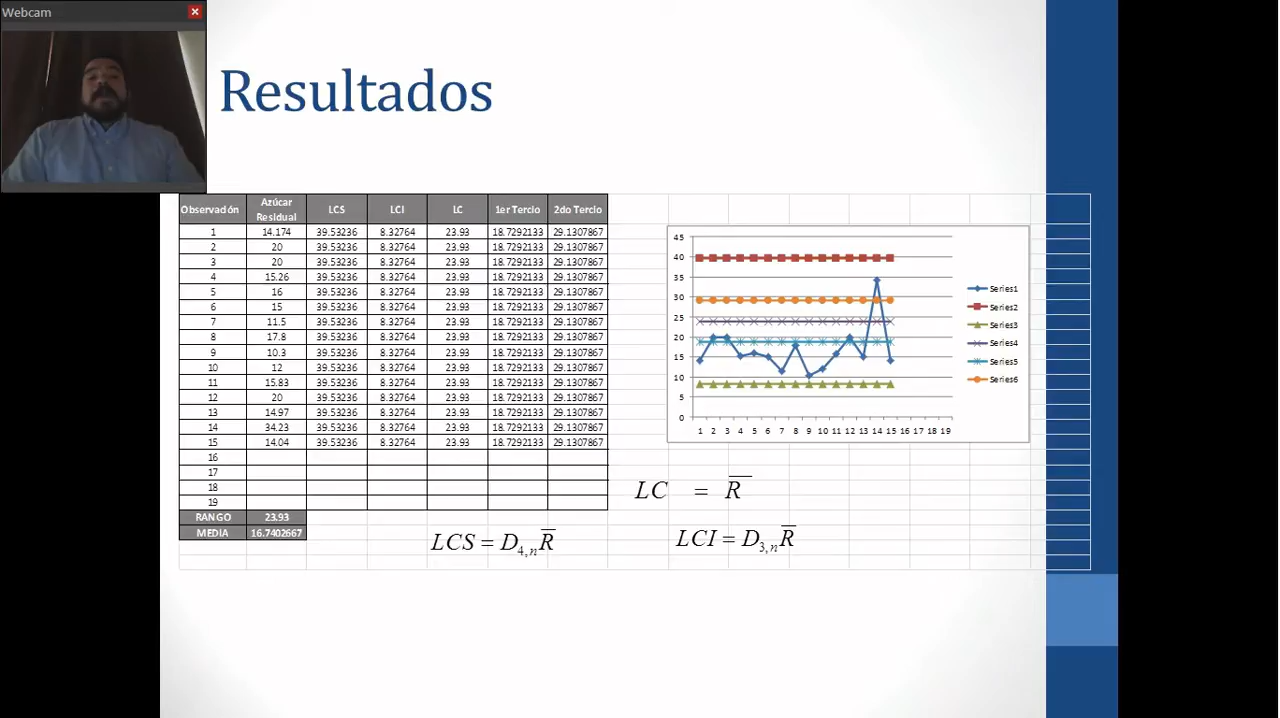 Webcam
Resultados
Observación Azúcar Residual LCS LCI LC 1er Tercio 2do Tercio
1 14.174 39.53236 8.32764 23.93 18.7292133 29.1307867
2 20 39.53236 8.32764 23.93 18.7292133 29.1307867
3 20 39.53236 8.32764 23.93 18.7292133 29.1307867
4 15.26 39.53236 8.32764 23.93 18.7292133 29.1307867
5 16 39.53236 8.32764 23.93 18.7292133 29.1307867
6 15 39.53236 8.32764 23.93 18.7292133 29.1307867
7 11.5 39.53236 8.32764 23.93 18.7292133 29.1307867
8 17.8 39.53236 8.32764 23.93 18.7292133 29.1307867
9 10.3 39.53236 8.32764 23.93 18.7292133 29.1307867
10 12 39.53236 8.32764 23.93 18.7292133 29.1307867
11 15.83 39.53236 8.32764 23.93 18.7292133 29.1307867
12 20 39.53236 8.32764 23.93 18.7292133 29.1307867
13 14.97 39.53236 8.32764 23.93 18.7292133 29.1307867
14 34.23 39.53236 8.32764 23.93 18.7292133 29.1307867
15 14.04 39.53236 8.32764 23.93 18.7292133 29.1307867
16
17
18
19
RANGO 23.93
MEDIA 16.7402667
45
40
35
30
25
20
15
10
5
0
1 2 3 4 5 6 7 8 9 10 11 12 13 14 15 16 17 18 19
Series1
Series2
Series3
Series4
Series5
Series6
LC = R̅
LCS = D₄,ₙR̅
LCI = D₃,ₙR̅